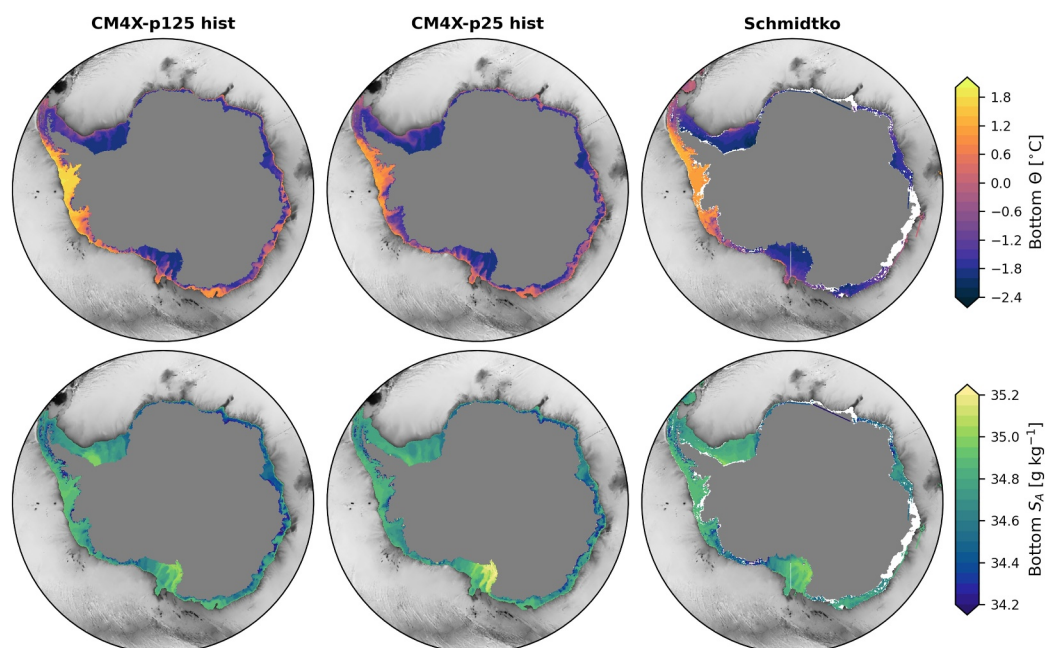 CM4X-p125 hist
CM4X-p25 hist
Schmidtko
1.8
1.2
0.6
0.0
−0.6
−1.2
−1.8
−2.4
Bottom Θ [°C]
35.2
35.0
34.8
34.6
34.4
34.2
Bottom S_A [g kg⁻¹]